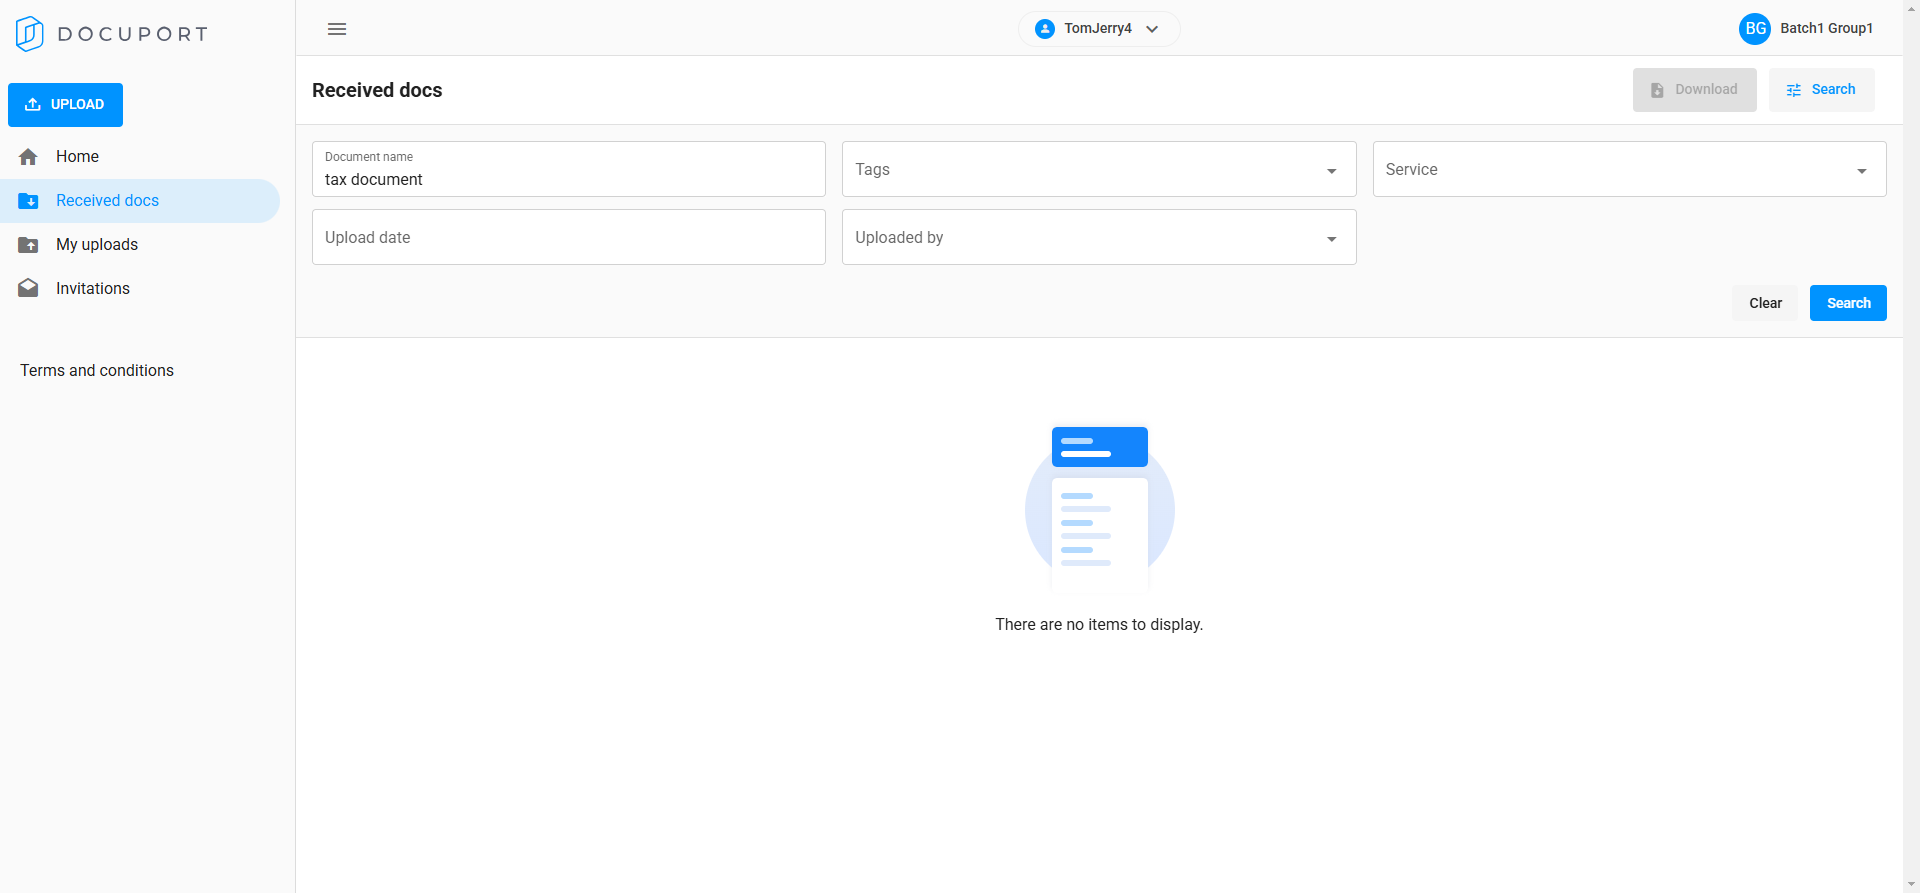 DOCUPORT
TomJerry4
BG
Batch1 Group1
UPLOAD
Home
Received docs
My uploads
Invitations
Terms and conditions
Received docs
Download
Search
Document name
tax document
Tags
Service
Upload date
Uploaded by
Clear
Search
There are no items to display.